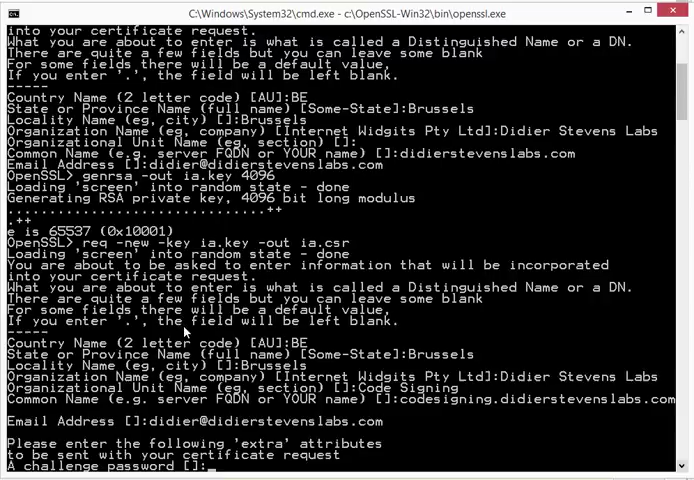 C:\Windows\System32\cmd.exe - c:\OpenSSL-Win32\bin\openssl.exe
into your certificate request.
What you are about to enter is what is called a Distinguished Name or a DN.
There are quite a few fields but you can leave some blank
For some fields there will be a default value,
If you enter '.', the field will be left blank.
-----
Country Name (2 letter code) [AU]:BE
State or Province Name (full name) [Some-State]:Brussels
Locality Name (eg, city) []:Brussels
Organization Name (eg, company) [Internet Widgits Pty Ltd]:Didier Stevens Labs
Organizational Unit Name (eg, section) []:
Common Name (e.g. server FQDN or YOUR name) []:didierstevenslabs.com
Email Address []:didier@didierstevenslabs.com
OpenSSL> genrsa -out ia.key 4096
Loading 'screen' into random state - done
Generating RSA private key, 4096 bit long modulus
................................++
.++
e is 65537 (0x10001)
OpenSSL> req -new -key ia.key -out ia.csr
Loading 'screen' into random state - done
You are about to be asked to enter information that will be incorporated
into your certificate request.
What you are about to enter is what is called a Distinguished Name or a DN.
There are quite a few fields but you can leave some blank
For some fields there will be a default value,
If you enter '.', the field will be left blank.
-----
Country Name (2 letter code) [AU]:BE
State or Province Name (full name) [Some-State]:Brussels
Locality Name (eg, city) []:Brussels
Organization Name (eg, company) [Internet Widgits Pty Ltd]:Didier Stevens Labs
Organizational Unit Name (eg, section) []:Code Signing
Common Name (e.g. server FQDN or YOUR name) []:codesigning.didierstevenslabs.com
Email Address []:didier@didierstevenslabs.com
Please enter the following 'extra' attributes
to be sent with your certificate request
A challenge password []: